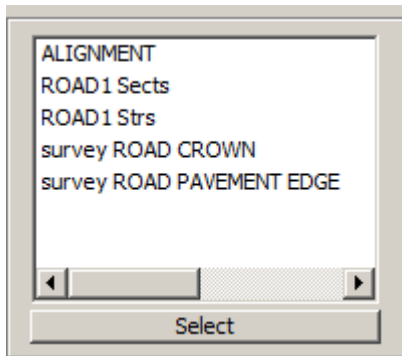 ALIGNMENT
ROAD1 Sects
ROAD1 Strs
survey ROAD CROWN
survey ROAD PAVEMENT EDGE
Select